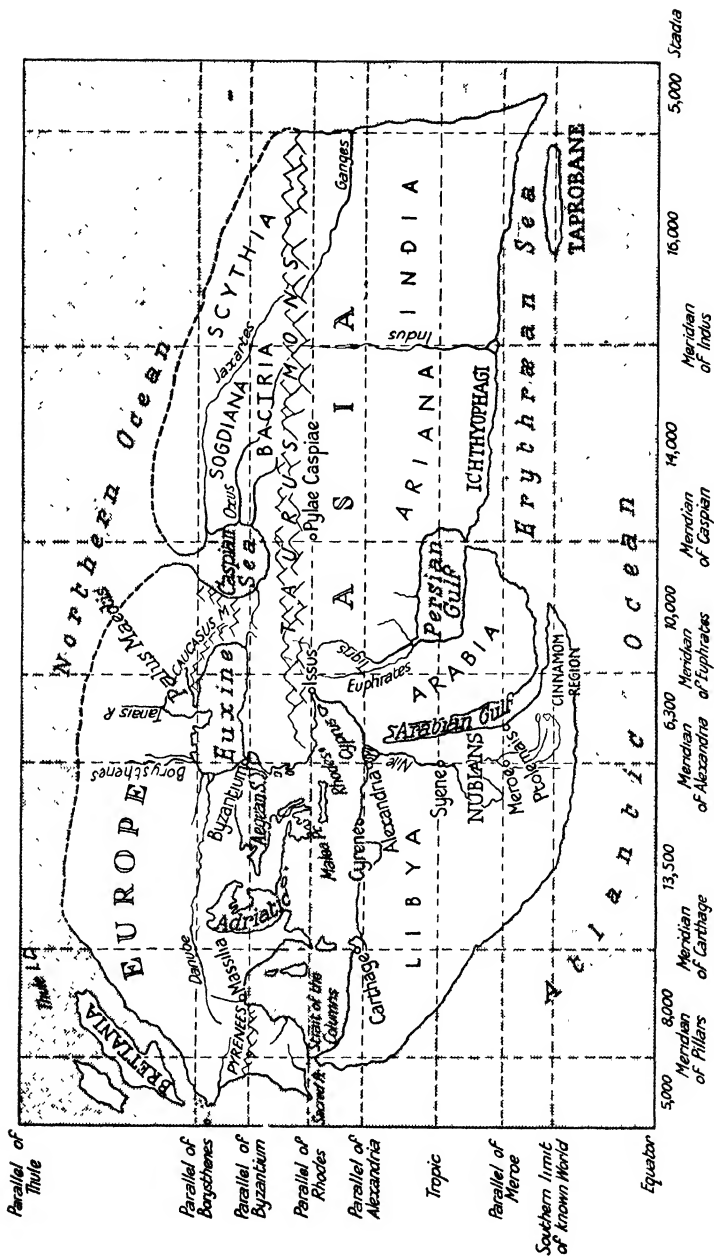 Parallel of
Thule
Parallel of
Borysthenes
Parallel of
Byzantium
Parallel of
Rhodes
Parallel of
Alexandria
Tropic
Parallel of
Meroe
Southern limit
of known World
Equator
Northern Ocean
Thule I.
BRETTANIA
EUROPE
Palus Maeotis
Tanais R
CAUCASUS
Borysthenes
Danube
SCYTHIA
Jaxartes
SOGDIANA
Oxus
BACTRIA
Caspian
Sea
Euxine
Byzantium
Aegean S.
Adriatic
Massilia
PYRENEES
TAURUS MONS
Pylae Caspiae
Sacred Pr.
Strait of the
Columns
Malea Pr.
Rhodes
Cyprus
Issus
ASIA
Ganges
INDIA
Indus
ARIANA
Tigris
Euphrates
Persian
Gulf
ARABIA
Arabian Gulf
Carthage
Cyrene
Alexandria
Nile
LIBYA
Syene
NUBIANS
Meroe
Ptolemais
CINNAMOM
REGION
ICHTHYOPHAGI
Erythræan Sea
TAPROBANE
Atlantic Ocean
5,000
Meridian
of Pillars
8,000
Meridian
of Carthage
13,500
Meridian
of Alexandria
6,300
Meridian
of Euphrates
10,000
Meridian
of Caspian
14,000
Meridian
of Indus
16,000
5,000
Stadia